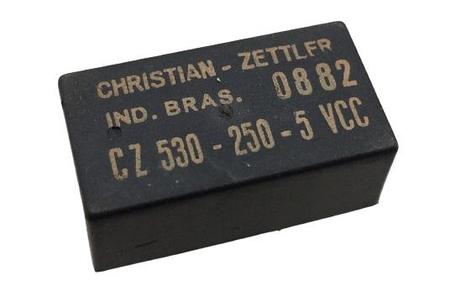 CHRISTIAN - ZETTLER
IND. BRAS. 0882
CZ 530 - 250 - 5 VCC